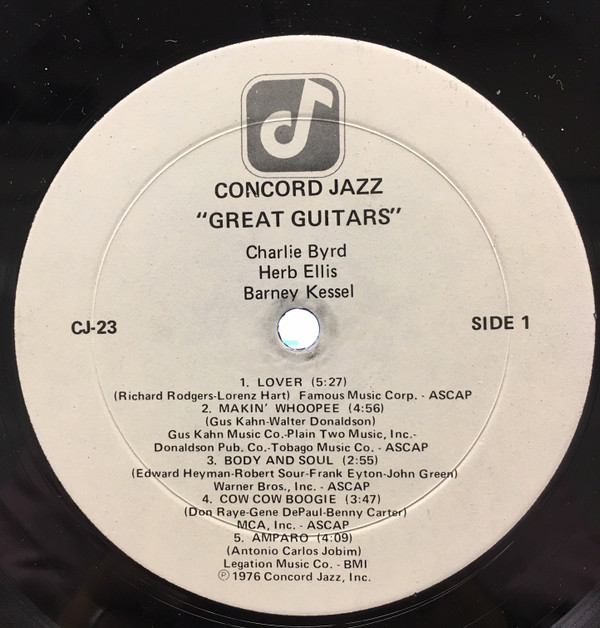 CONCORD JAZZ
"GREAT GUITARS"
Charlie Byrd
Herb Ellis
Barney Kessel
CJ-23
SIDE 1
1. LOVER (5:27)
(Richard Rodgers-Lorenz Hart) Famous Music Corp. - ASCAP
2. MAKIN' WHOOPEE (4:56)
(Gus Kahn-Walter Donaldson)
Gus Kahn Music Co.-Plain Two Music, Inc.-
Donaldson Pub. Co.-Tobago Music Co. - ASCAP
3. BODY AND SOUL (2:55)
(Edward Heyman-Robert Sour-Frank Eyton-John Green)
Warner Bros., Inc. - ASCAP
4. COW COW BOOGIE (3:47)
(Don Raye-Gene DePaul-Benny Carter)
MCA, Inc. - ASCAP
5. AMPARO (4:09)
(Antonio Carlos Jobim)
Legation Music Co. - BMI
℗ 1976 Concord Jazz, Inc.